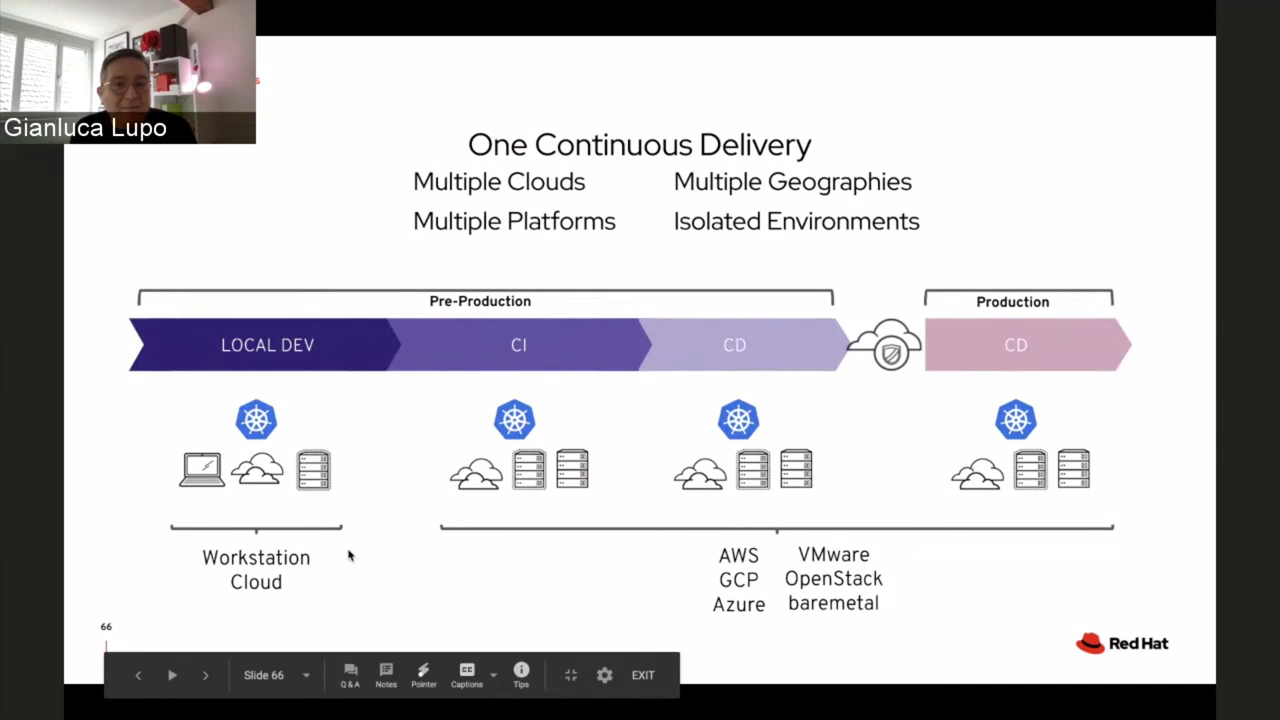 Gianluca Lupo
One Continuous Delivery
Multiple Clouds
Multiple Geographies
Multiple Platforms
Isolated Environments
Pre-Production
Production
LOCAL DEV
CI
CD
CD
Workstation
Cloud
AWS
GCP
Azure
VMware
OpenStack
baremetal
66
Red Hat
Slide 66
Q & A
Notes
Pointer
CC
Captions
Tips
EXIT